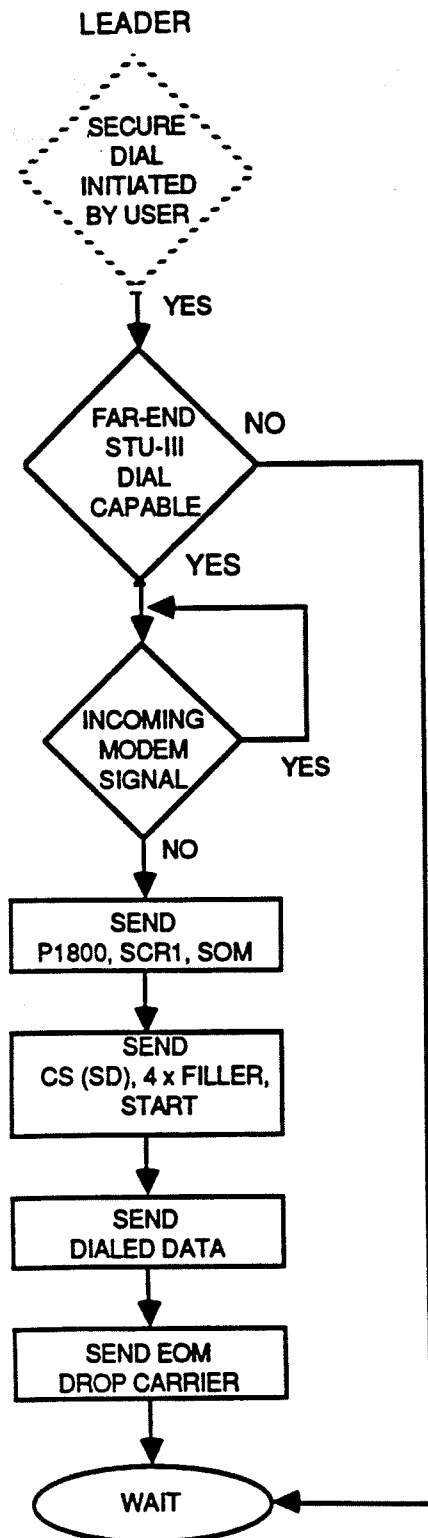 LEADER
SECURE
DIAL
INITIATED
BY USER
YES
FAR-END
STU-III
DIAL
CAPABLE
NO
YES
INCOMING
MODEM
SIGNAL
YES
NO
SEND
P1800, SCR1, SOM
SEND
CS (SD), 4 x FILLER,
START
SEND
DIALED DATA
SEND EOM
DROP CARRIER
WAIT